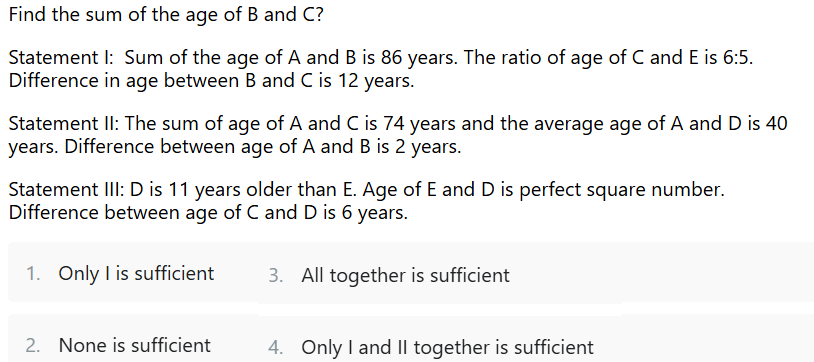 Find the sum of the age of B and C?
Statement I: Sum of the age of A and B is 86 years. The ratio of age of C and E is 6:5.
Difference in age between B and C is 12 years.
Statement II: The sum of age of A and C is 74 years and the average age of A and D is 40
years. Difference between age of A and B is 2 years.
Statement III: D is 11 years older than E. Age of E and D is perfect square number.
Difference between age of C and D is 6 years.
1. Only I is sufficient
3. All together is sufficient
2. None is sufficient
4. Only I and II together is sufficient